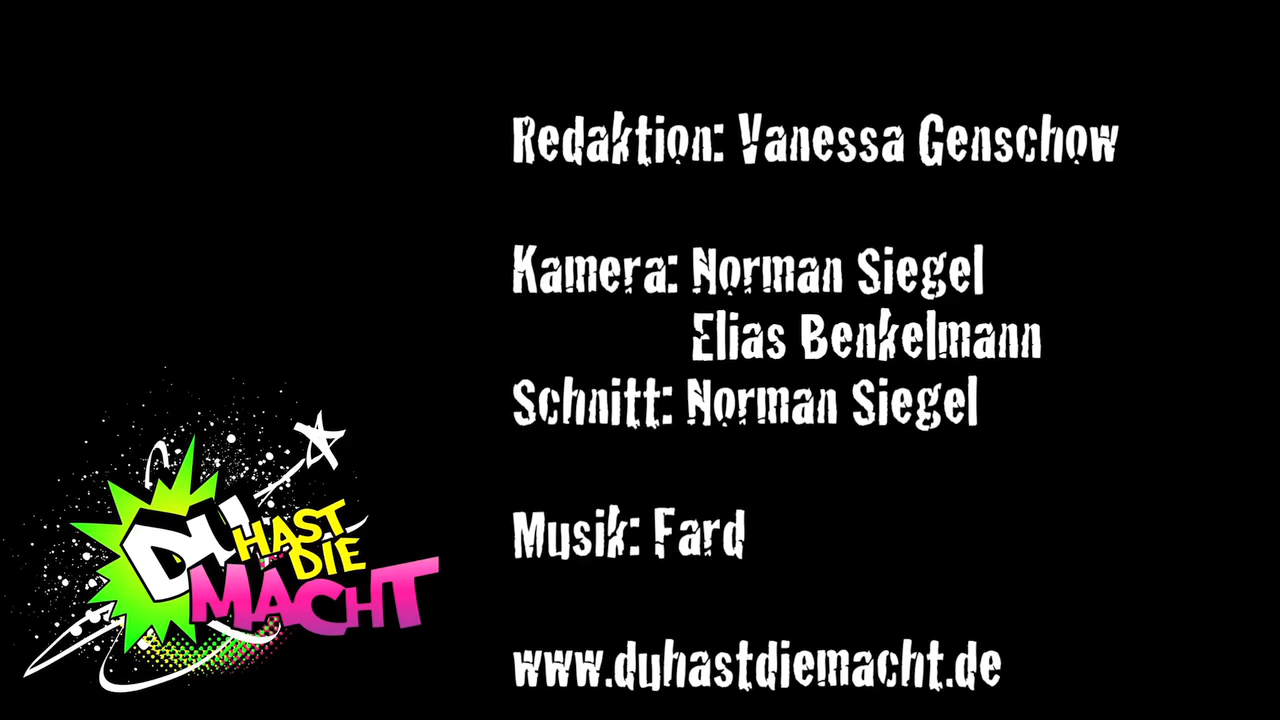 Redaktion: Vanessa Genschow
Kamera: Norman Siegel
Elias Benkelmann
Schnitt: Norman Siegel
Musik: Fard
www.duhastdiemacht.de
DU
HAST
DIE
MACHT